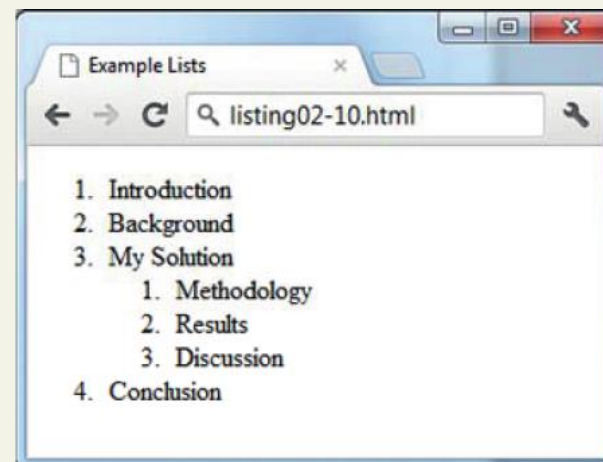 Example Lists
listing02-10.html
1. Introduction
2. Background
3. My Solution
1. Methodology
2. Results
3. Discussion
4. Conclusion